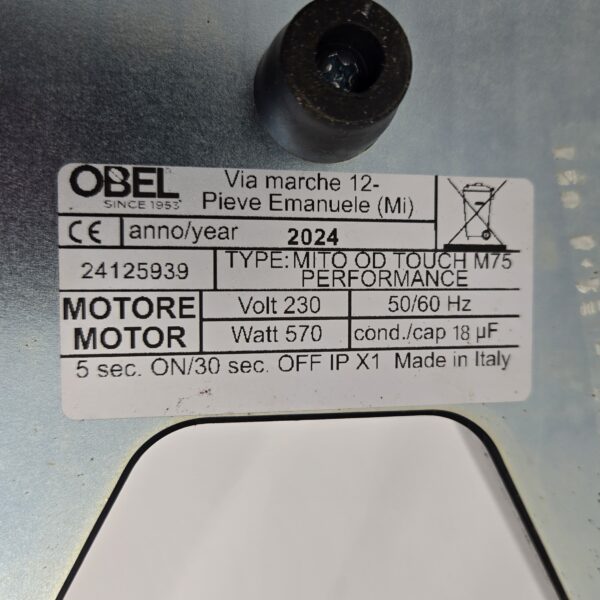 OBEL
SINCE 1953
Via marche 12-
Pieve Emanuele (Mi)
CE anno/year 2024
24125939
TYPE: MITO OD TOUCH M75
PERFORMANCE
MOTORE
MOTOR
Volt 230 50/60 Hz
Watt 570 cond./cap 18 µF
5 sec. ON/30 sec. OFF IP X1 Made in Italy